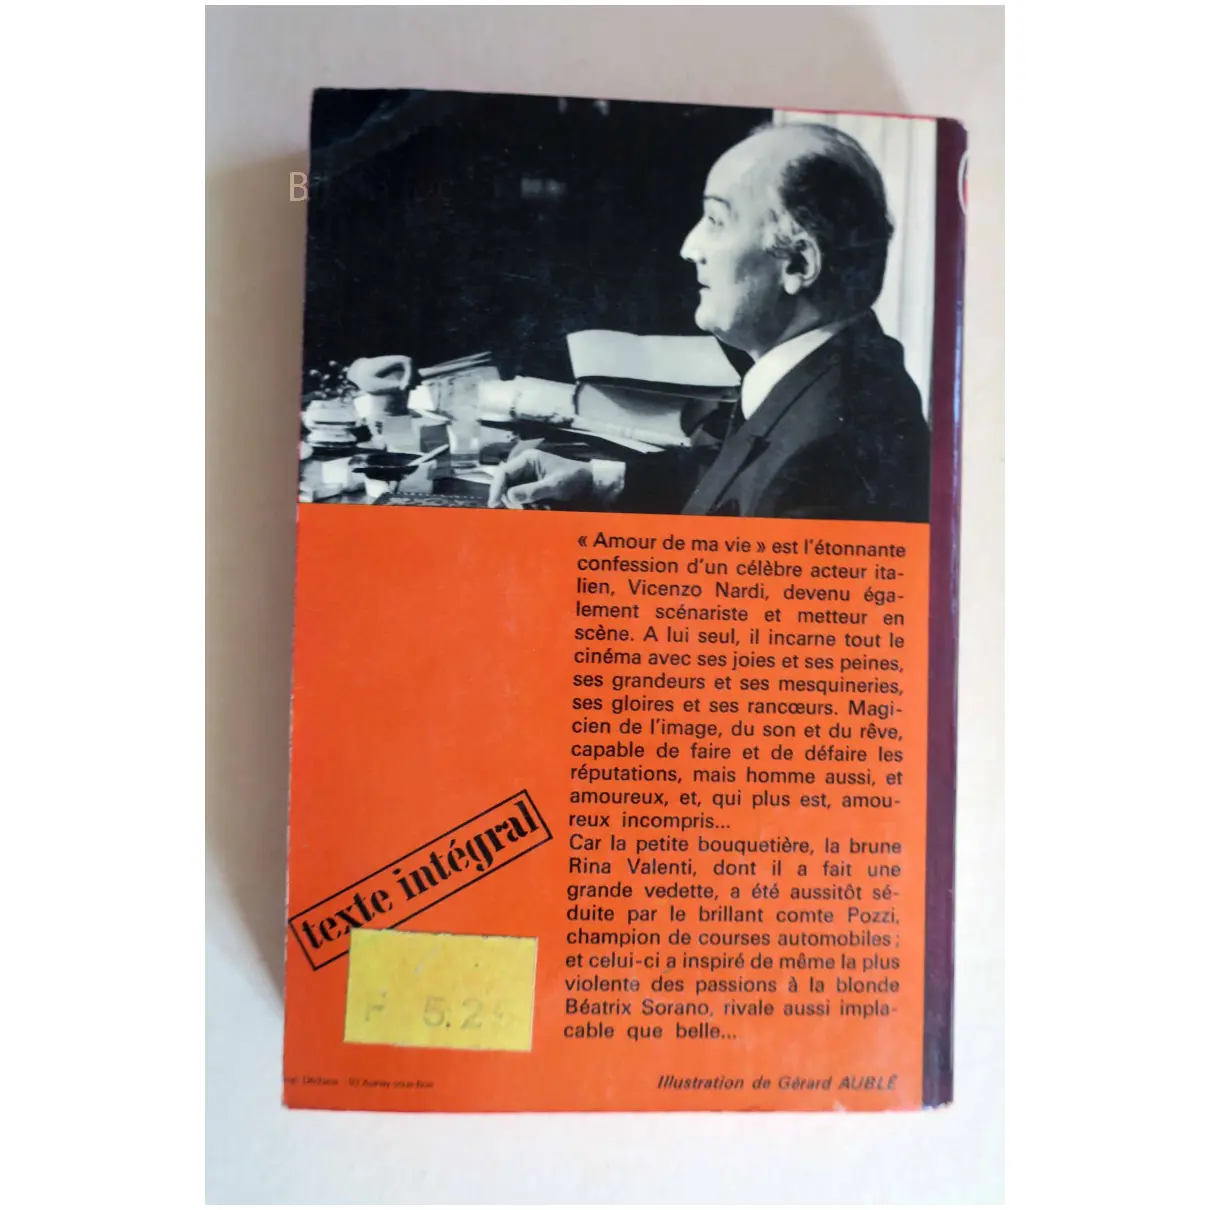 « Amour de ma vie » est l'étonnante
confession d'un célèbre acteur ita-
lien, Vicenzo Nardi, devenu éga-
lement scénariste et metteur en
scène. A lui seul, il incarne tout le
cinéma avec ses joies et ses peines,
ses grandeurs et ses mesquineries,
ses gloires et ses rancœurs. Magi-
cien de l'image, du son et du rêve,
capable de faire et de défaire les
réputations, mais homme aussi, et
amoureux, et, qui plus est, amou-
reux incompris...
Car la petite bouquetière, la brune
Rina Valenti, dont il a fait une
grande vedette, a été aussitôt sé-
duite par le brillant comte Pozzi,
champion de courses automobiles ;
et celui-ci a inspiré de même la plus
violente des passions à la blonde
Béatrix Sorano, rivale aussi impla-
cable que belle...
texte intégral
F 5.25
Illustration de Gérard AUBLÉ